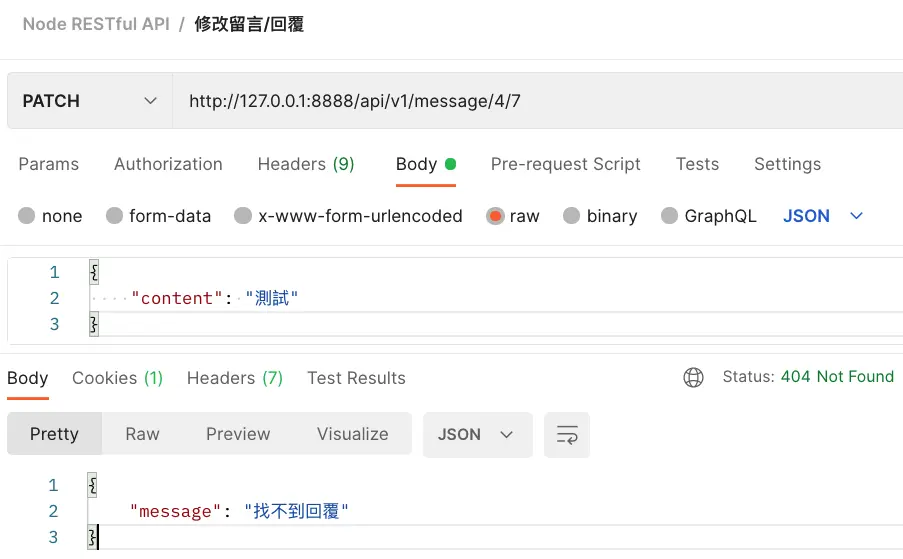 Node RESTful API / 修改留言/回覆
PATCH http://127.0.0.1:8888/api/v1/message/4/7
Params Authorization Headers (9) Body Pre-request Script Tests Settings
none form-data x-www-form-urlencoded raw binary GraphQL JSON
1 {
2 ····"content":·"測試"
3 }
Body Cookies (1) Headers (7) Test Results Status: 404 Not Found
Pretty Raw Preview Visualize JSON
1 {
2 "message": "找不到回覆"
3 }